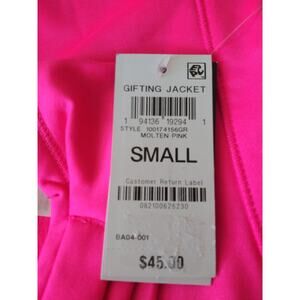 GIFTING JACKET
1 94136 19294 1
STYLE 100174156GR
MOLTEN PINK
SMALL
Customer Return Label
082100626230
BA04-001
$45.00